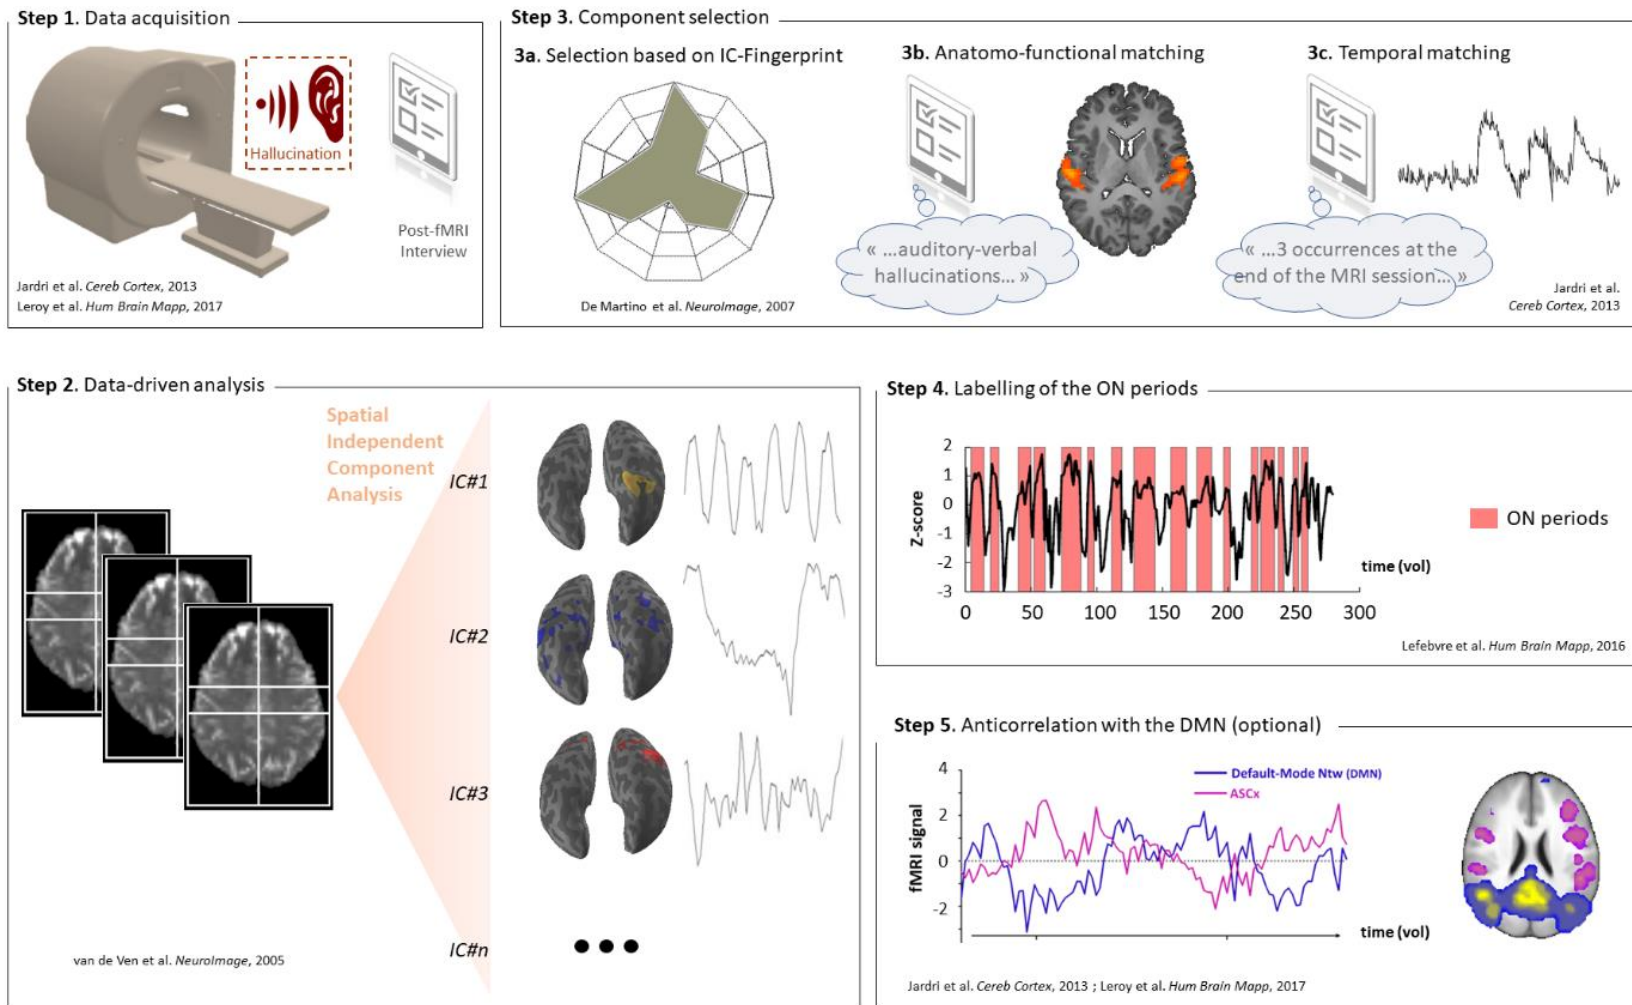 Step 1. Data acquisition
Hallucination
Post-fMRI
Interview
Jardri et al. Cereb Cortex, 2013
Leroy et al. Hum Brain Mapp, 2017
Step 3. Component selection
3a. Selection based on IC-Fingerprint
De Martino et al. NeuroImage, 2007
3b. Anatomo-functional matching
« ...auditory-verbal
hallucinations... »
3c. Temporal matching
« ...3 occurrences at the
end of the MRI session... »
Jardri et al.
Cereb Cortex, 2013
Step 2. Data-driven analysis
Spatial
Independent
Component
Analysis
IC#1
IC#2
IC#3
IC#n
van de Ven et al. NeuroImage, 2005
Step 4. Labelling of the ON periods
Z-score
2
1
0
-1
-2
-3
0 50 100 150 200 250 300
time (vol)
ON periods
Lefebvre et al. Hum Brain Mapp, 2016
Step 5. Anticorrelation with the DMN (optional)
fMRI signal
4
2
0
-2
Default-Mode Ntw (DMN)
ASCx
time (vol)
Jardri et al. Cereb Cortex, 2013 ; Leroy et al. Hum Brain Mapp, 2017